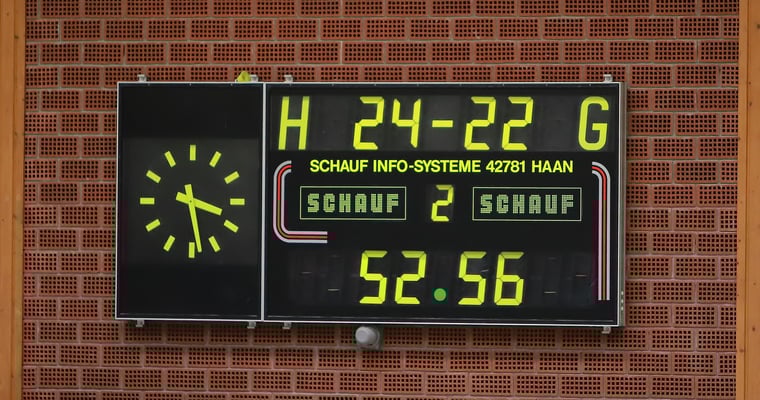 H 24-22 G
SCHAUF INFO-SYSTEME 42781 HAAN
SCHAUF 2 SCHAUF
52.56